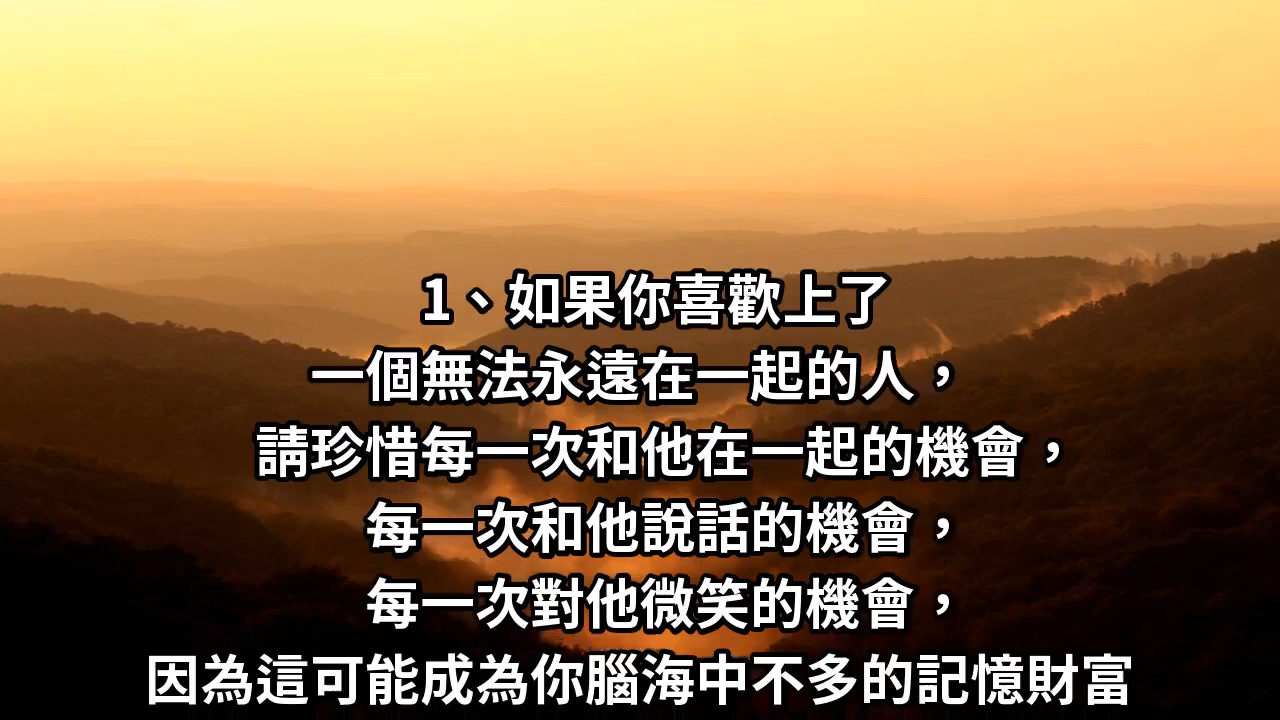 1、如果你喜歡上了
一個無法永遠在一起的人，
請珍惜每一次和他在一起的機會，
每一次和他說話的機會，
每一次對他微笑的機會，
因為這可能成為你腦海中不多的記憶財富